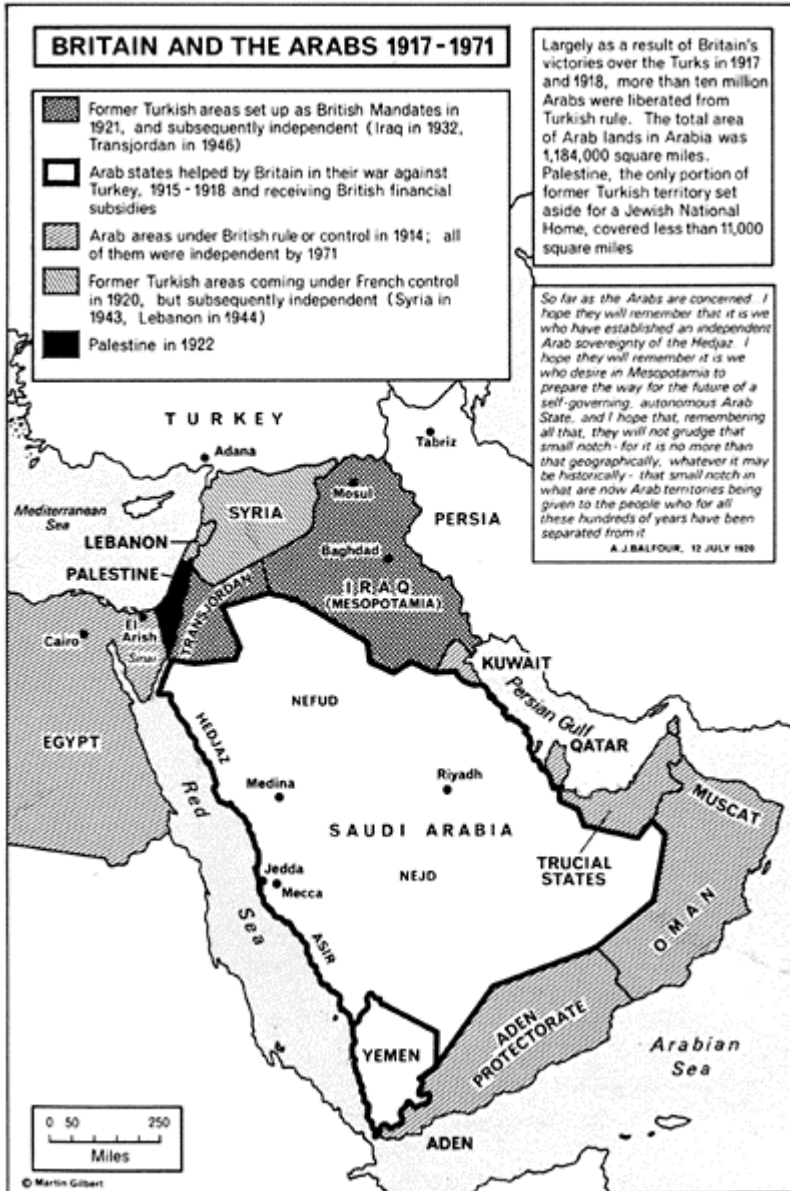 BRITAIN AND THE ARABS 1917-1971
Former Turkish areas set up as British Mandates in
1921, and subsequently independent (Iraq in 1932,
Transjordan in 1946)
Arab states helped by Britain in their war against
Turkey, 1915-1918 and receiving British financial
subsidies
Arab areas under British rule or control in 1914; all
of them were independent by 1971
Former Turkish areas coming under French control
in 1920, but subsequently independent (Syria in
1943, Lebanon in 1944)
Palestine in 1922
Largely as a result of Britain's
victories over the Turks in 1917
and 1918, more than ten million
Arabs were liberated from
Turkish rule. The total area
of Arab lands in Arabia was
1,184,000 square miles.
Palestine, the only portion of
former Turkish territory set
aside for a Jewish National
Home, covered less than 11,000
square miles
So far as the Arabs are concerned.. I
hope they will remember that it is we
who have established an independent
Arab sovereignty of the Hedjaz. I
hope they will remember it is we
who desire in Mesopotamia to
prepare the way for the future of a
self-governing, autonomous Arab
State, and I hope that, remembering
all that, they will not grudge that
small notch - for it is no more than
that geographically, whatever it may
be historically - that small notch in
what are now Arab territories being
given to the people who for all
these hundreds of years have been
separated from it
A.J.BALFOUR, 12 JULY 1920
TURKEY
Adana
Tabriz
Mosul
Mediterranean
Sea
SYRIA
PERSIA
LEBANON
Baghdad
PALESTINE
IRAQ
(MESOPOTAMIA)
TRANSJORDAN
El
Arish
Cairo
Sinai
KUWAIT
Persian Gulf
NEFUD
HEDJAZ
QATAR
EGYPT
Red
Sea
Medina
Riyadh
MUSCAT
SAUDI ARABIA
TRUCIAL
STATES
Jedda
Mecca
NEJD
OMAN
ASIR
YEMEN
ADEN
PROTECTORATE
Arabian
Sea
ADEN
0 50 250
Miles
© Martin Gilbert